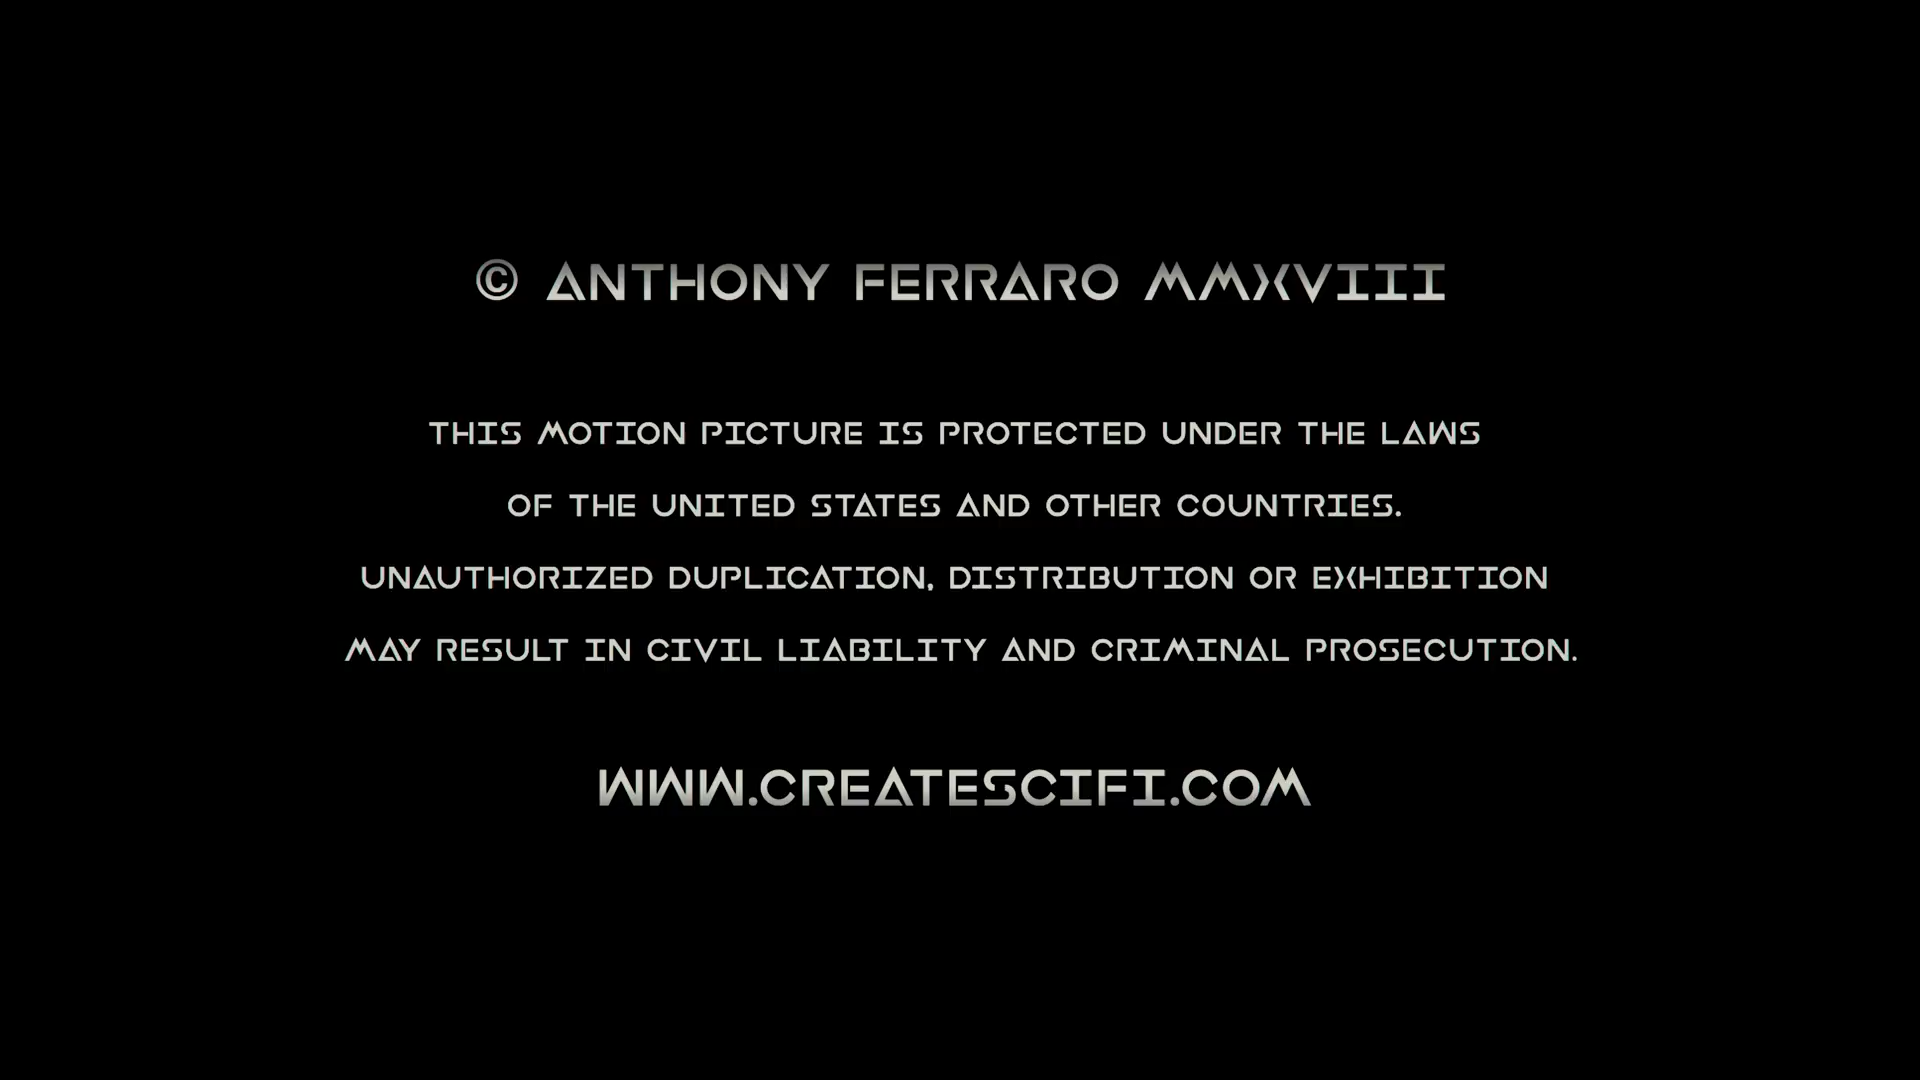 © ANTHONY FERRARO MMXVIII
THIS MOTION PICTURE IS PROTECTED UNDER THE LAWS
OF THE UNITED STATES AND OTHER COUNTRIES.
UNAUTHORIZED DUPLICATION, DISTRIBUTION OR EXHIBITION
MAY RESULT IN CIVIL LIABILITY AND CRIMINAL PROSECUTION.
WWW.CREATESCIFI.COM